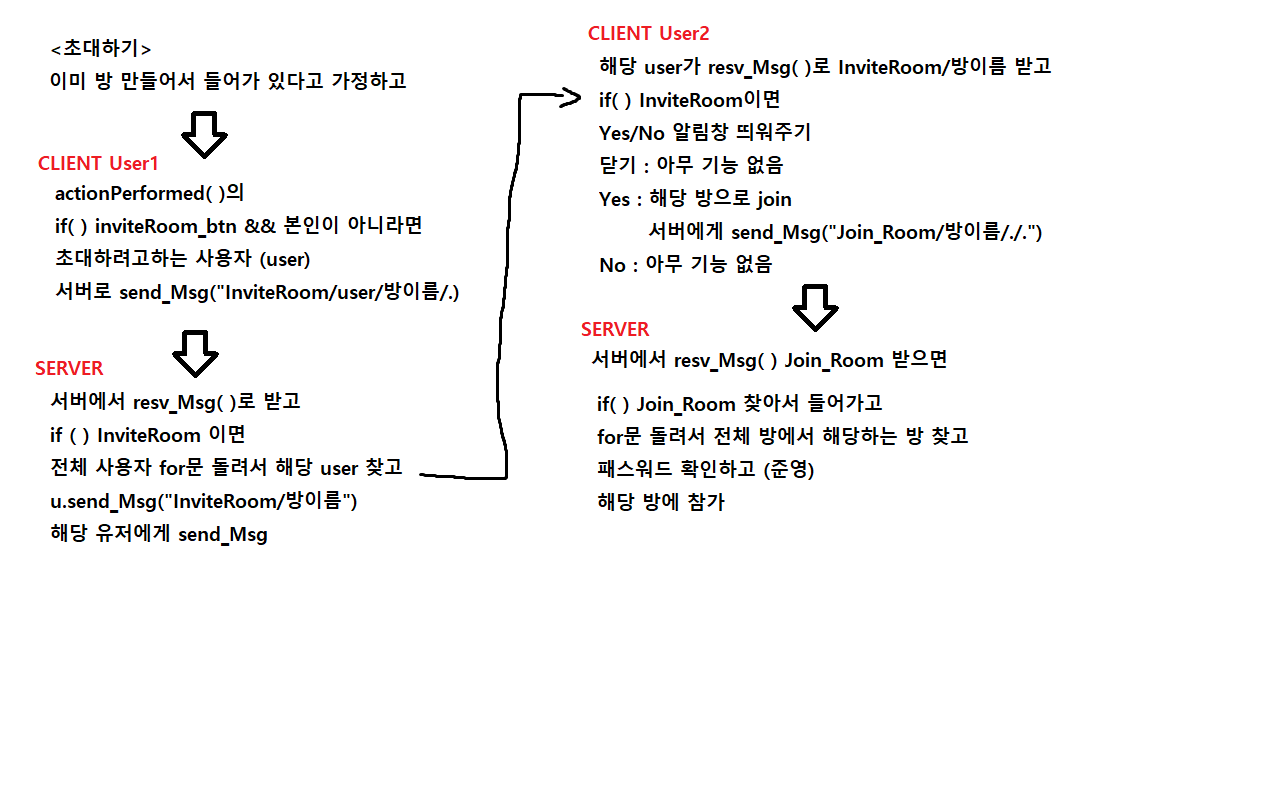 <초대하기>
이미 방 만들어서 들어가 있다고 가정하고
CLIENT User1
actionPerformed( )의
if( ) inviteRoom_btn && 본인이 아니라면
초대하려고하는 사용자 (user)
서버로 send_Msg("InviteRoom/user/방이름/.)
SERVER
서버에서 resv_Msg( )로 받고
if ( ) InviteRoom 이면
전체 사용자 for문 돌려서 해당 user 찾고
u.send_Msg("InviteRoom/방이름")
해당 유저에게 send_Msg
CLIENT User2
해당 user가 resv_Msg( )로 InviteRoom/방이름 받고
if( ) InviteRoom이면
Yes/No 알림창 띄워주기
닫기 : 아무 기능 없음
Yes : 해당 방으로 join
서버에게 send_Msg("Join_Room/방이름/./.")
No : 아무 기능 없음
SERVER
서버에서 resv_Msg( ) Join_Room 받으면
if( ) Join_Room 찾아서 들어가고
for문 돌려서 전체 방에서 해당하는 방 찾고
패스워드 확인하고 (준영)
해당 방에 참가